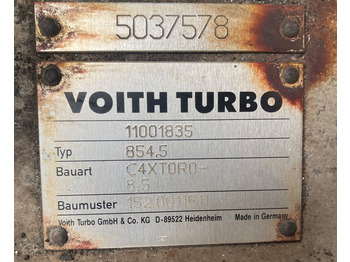 5037578
VOITH TURBO
11001835
Typ 854.5
Bauart C4XT0R0-
8.5
Baumuster
Voith Turbo GmbH & Co. KG D-89522 Heidenheim Made in Germany